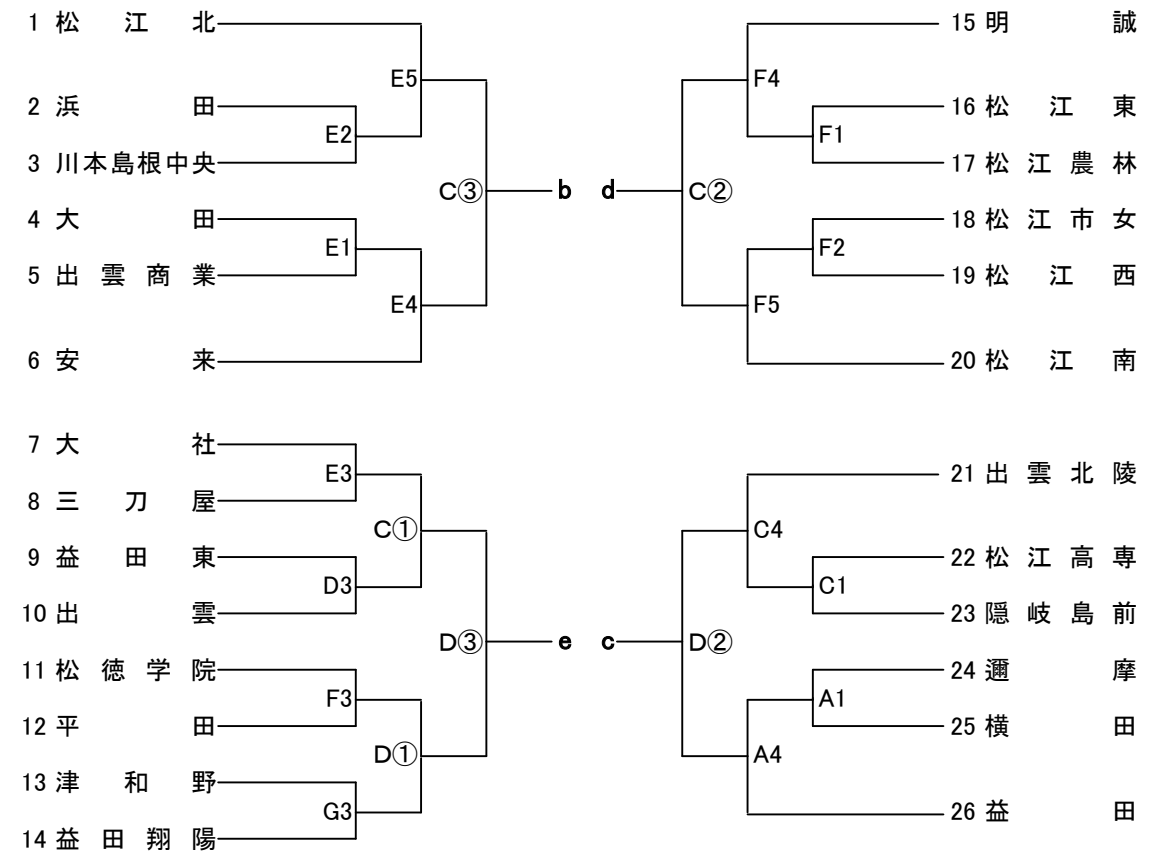 1 松江北
E5
2 浜田
E2
3 川本島根中央
C③
b
4 大田
E1
5 出雲商業
E4
6 安来
7 大社
E3
8 三刀屋
C①
9 益田東
D3
10 出雲
D③
e
11 松徳学院
F3
12 平田
D①
13 津和野
G3
14 益田翔陽
15 明誠
F4
16 松江東
F1
17 松江農林
d
C②
18 松江市女
F2
19 松江西
F5
20 松江南
21 出雲北陵
C4
22 松江高専
C1
23 隠岐島前
c
D②
24 邇摩
A1
25 横田
A4
26 益田